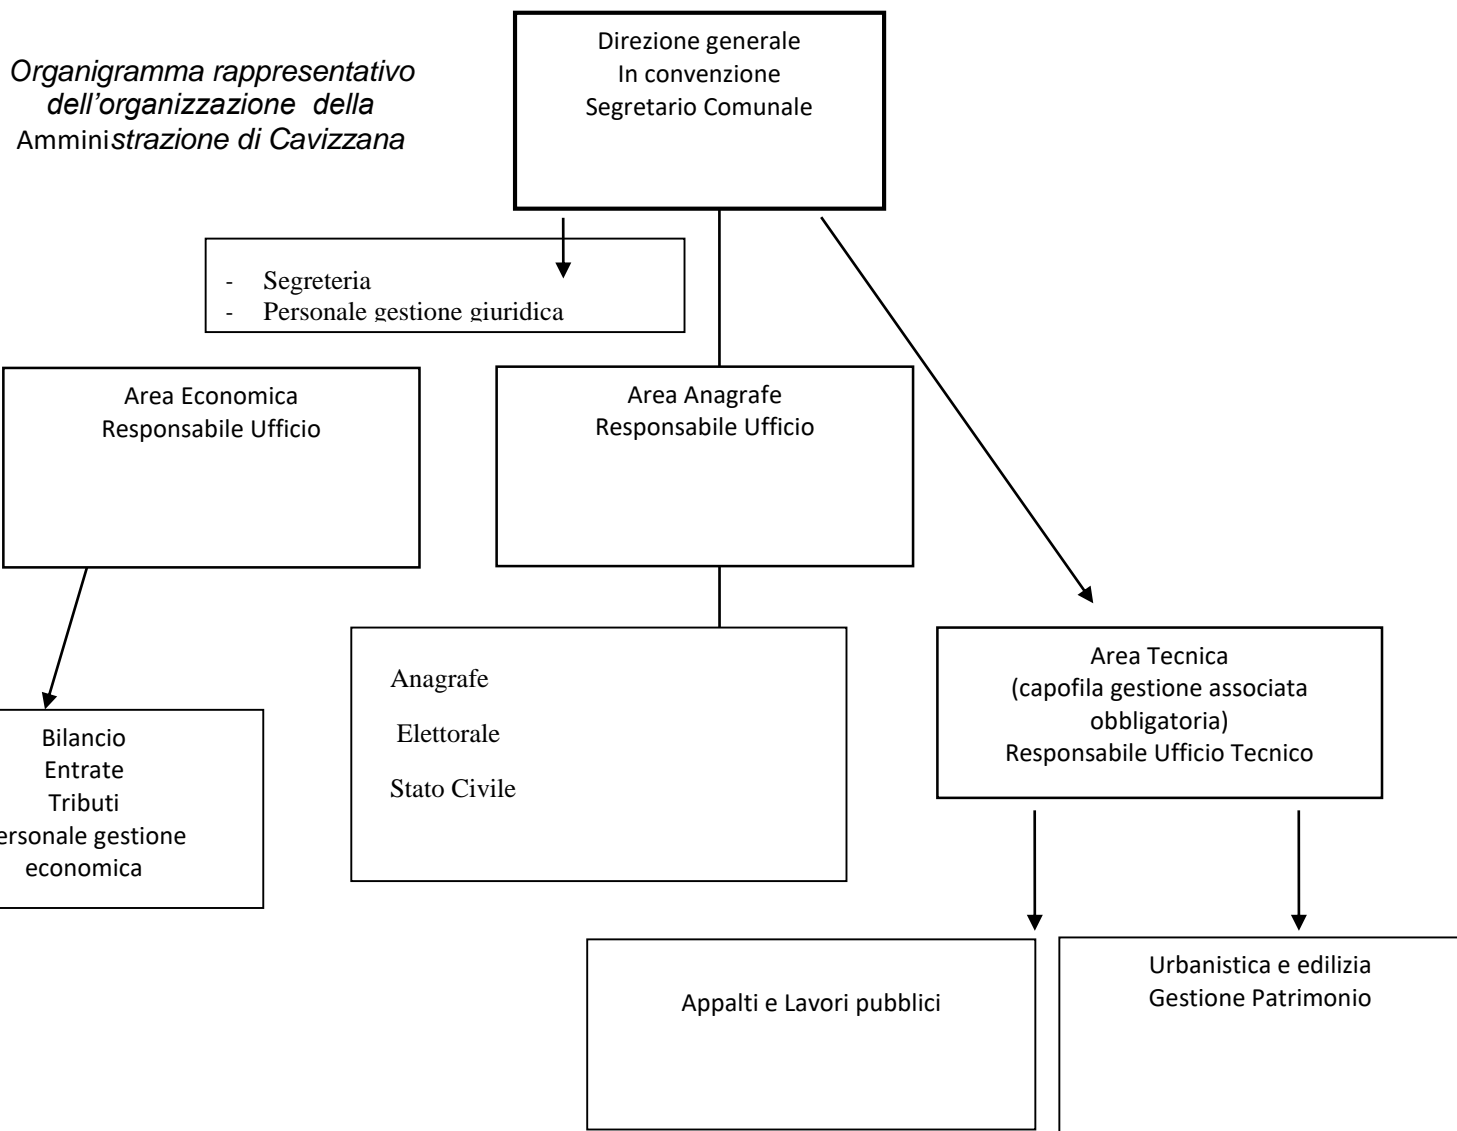 Organigramma rappresentativo
dell'organizzazione della
Amministrazione di Cavizzana
Direzione generale
In convenzione
Segretario Comunale
- Segreteria
- Personale gestione giuridica
Area Economica
Responsabile Ufficio
Area Anagrafe
Responsabile Ufficio
Anagrafe
Elettorale
Stato Civile
Area Tecnica
(capofila gestione associata
obbligatoria)
Responsabile Ufficio Tecnico
Bilancio
Entrate
Tributi
ersonale gestione
economica
Appalti e Lavori pubblici
Urbanistica e edilizia
Gestione Patrimonio